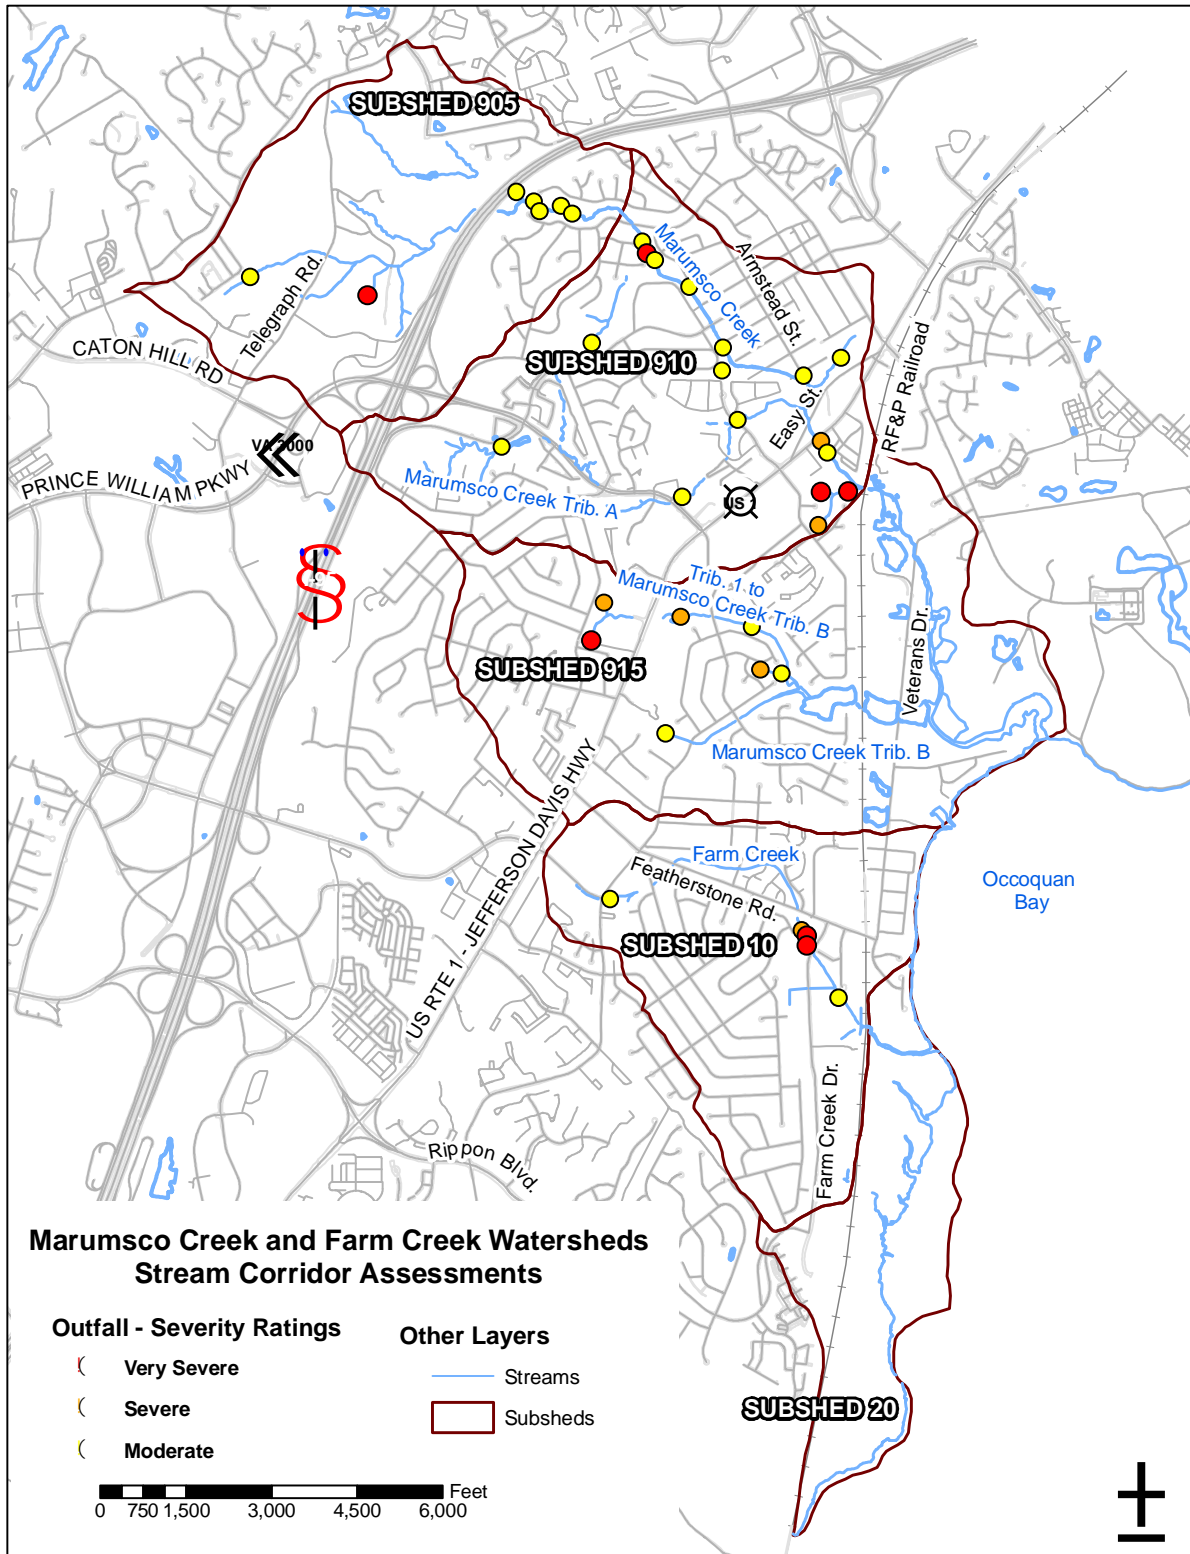 SUBSHED 905
Marumsco Creek
Armstead St.
Telegraph Rd.
CATON HILL RD
SUBSHED 910
RF&P Railroad
Easy St.
VA 3000
PRINCE WILLIAM PKWY
Marumsco Creek Trib. A
US 1
Trib. 1 to
Marumsco Creek Trib. B
SUBSHED 915
Veterans Dr.
Marumsco Creek Trib. B
US RTE 1 - JEFFERSON DAVIS HWY
Farm Creek
Featherstone Rd.
Occoquan
Bay
SUBSHED 10
Farm Creek Dr.
Rippon Blvd.
Marumsco Creek and Farm Creek Watersheds
Stream Corridor Assessments
Outfall - Severity Ratings
Other Layers
Very Severe
Streams
Severe
Subsheds
Moderate
SUBSHED 20
Feet
0 750 1,500 3,000 4,500 6,000